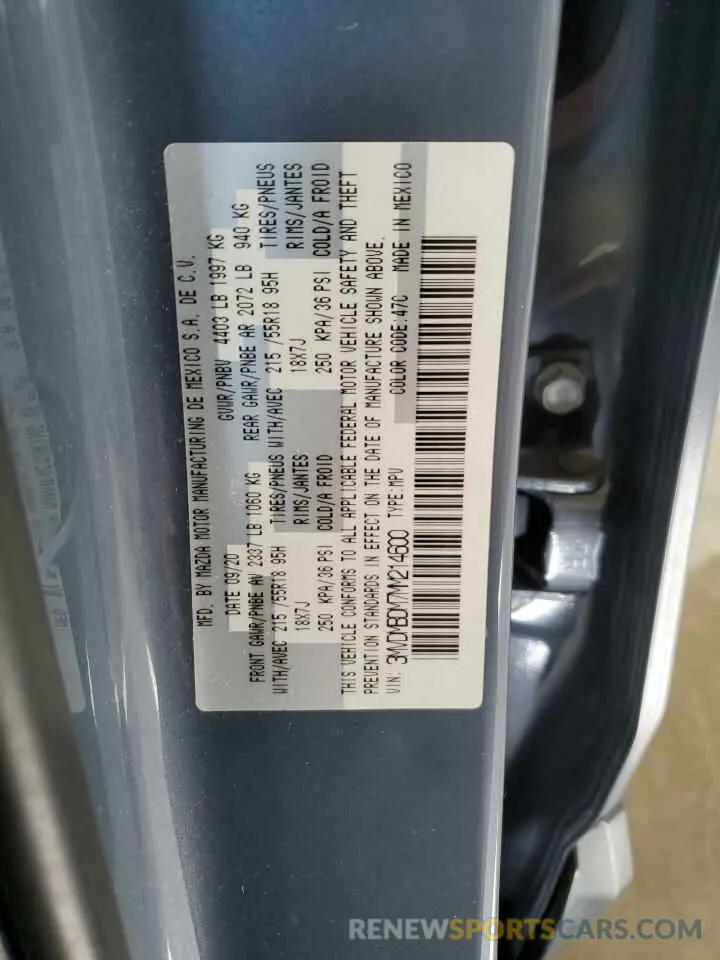 MFD. BY MAZDA MOTOR MANUFACTURING DE MEXICO S.A. DE C.V.
DATE 09/20 GVWR/PNBV 4403 LB 1997 KG
FRONT GAWR/PNBE AV 2337 LB 1060 KG REAR GAWR/PNBE AR 2072 LB 940 KG
TIRES/PNEUS TIRES/PNEUS
WITH/AVEC 215 /55R18 95H WITH/AVEC 215 /55R18 95H
RIMS/JANTES 18X7J RIMS/JANTES 18X7J
COLD/A FROID 250 KPA/36 PSI COLD/A FROID 250 KPA/36 PSI
THIS VEHICLE CONFORMS TO ALL APPLICABLE FEDERAL MOTOR VEHICLE SAFETY AND THEFT
PREVENTION STANDARDS IN EFFECT ON THE DATE OF MANUFACTURE SHOWN ABOVE.
VIN: 3MVDMBDM7MM214600 TYPE:MPV COLOR CODE:47C MADE IN MEXICO
RENEWSPORTSCARS.COM